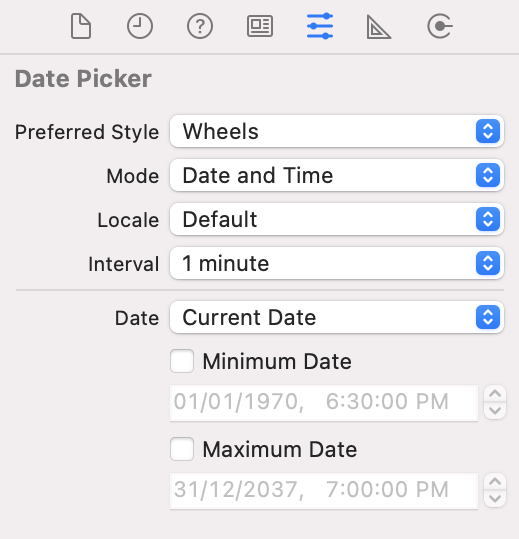 Date Picker
Preferred Style Wheels
Mode Date and Time
Locale Default
Interval 1 minute
Date Current Date
Minimum Date
01/01/1970, 6:30:00 PM
Maximum Date
31/12/2037, 7:00:00 PM